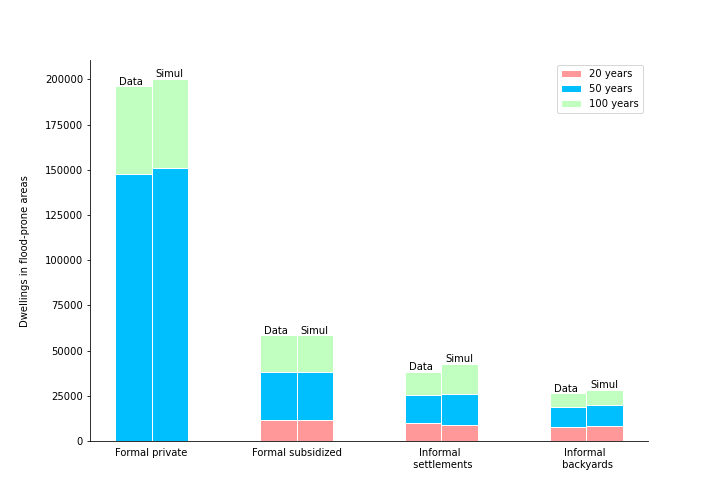 20 years
50 years
100 years
Dwellings in flood-prone areas
200000
175000
150000
125000
100000
75000
50000
25000
0
Data
Simul
Data
Simul
Data
Simul
Data
Simul
Formal private
Formal subsidized
Informal
settlements
Informal
backyards